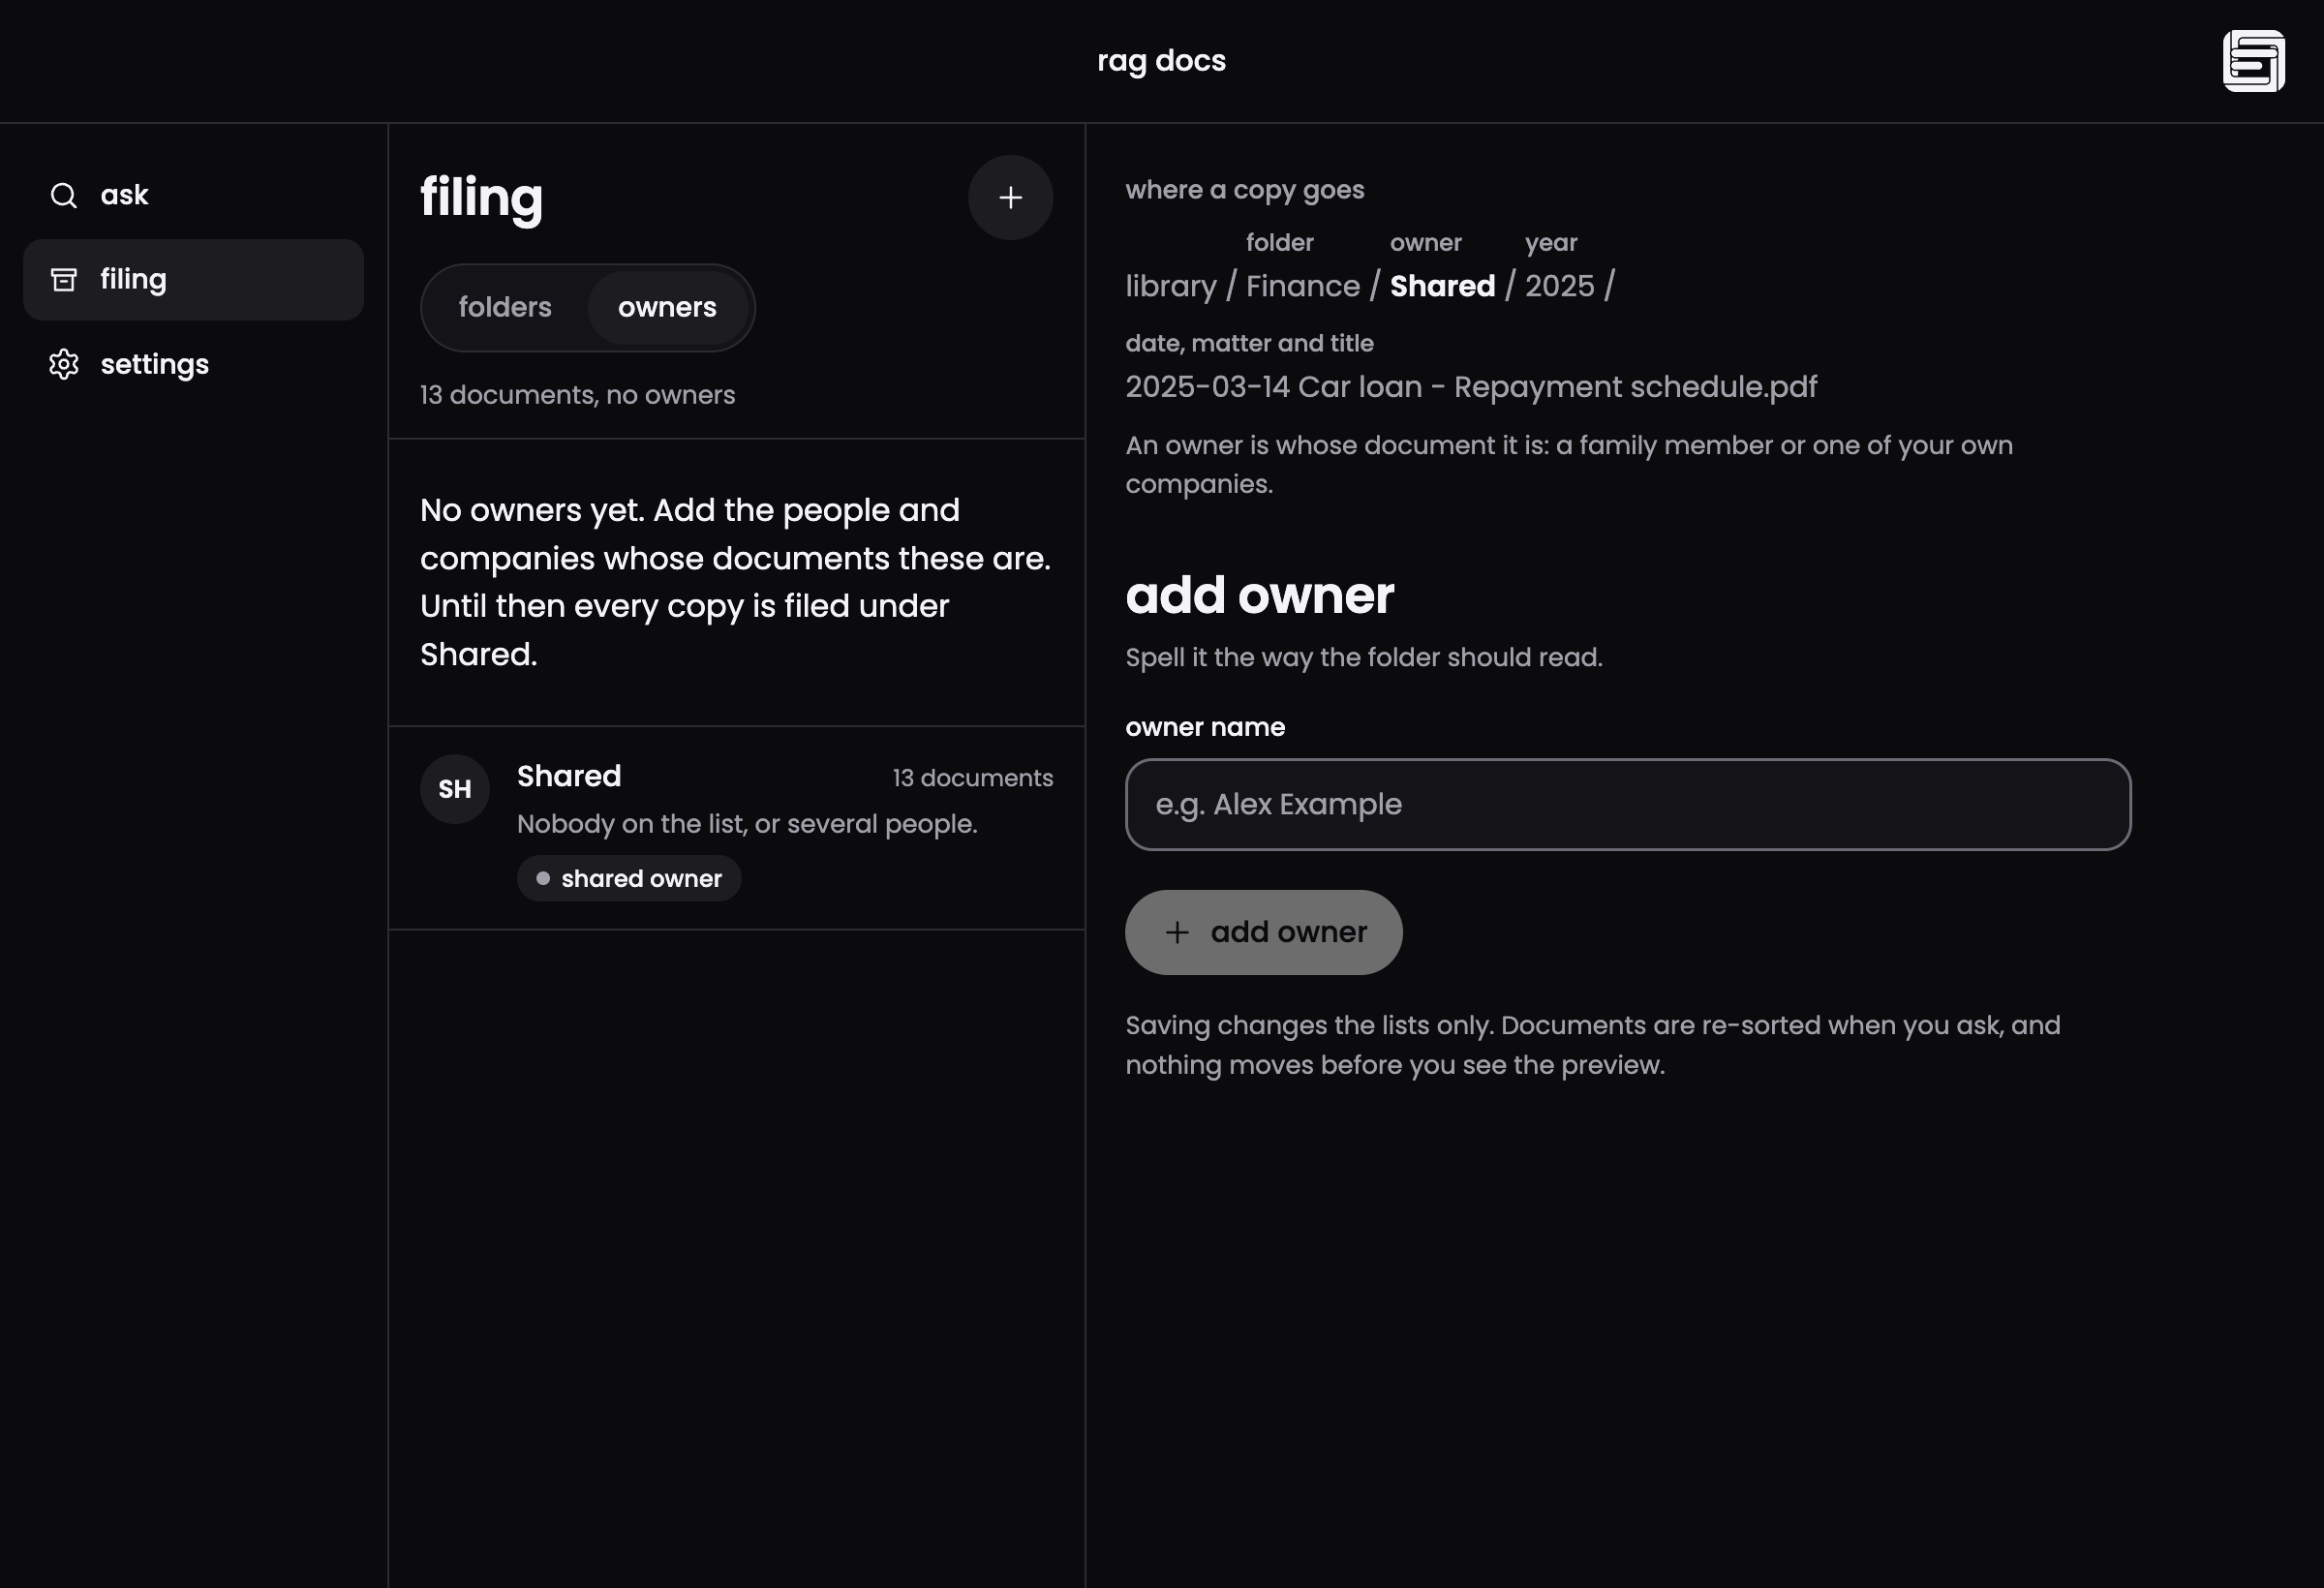 rag docs
ask
filing
settings
filing
folders
owners
13 documents, no owners
No owners yet. Add the people and
companies whose documents these are.
Until then every copy is filed under
Shared.
SH
Shared
13 documents
Nobody on the list, or several people.
shared owner
where a copy goes
folder owner year
library / Finance / Shared / 2025 /
date, matter and title
2025-03-14 Car loan - Repayment schedule.pdf
An owner is whose document it is: a family member or one of your own
companies.
add owner
Spell it the way the folder should read.
owner name
e.g. Alex Example
add owner
Saving changes the lists only. Documents are re-sorted when you ask, and
nothing moves before you see the preview.